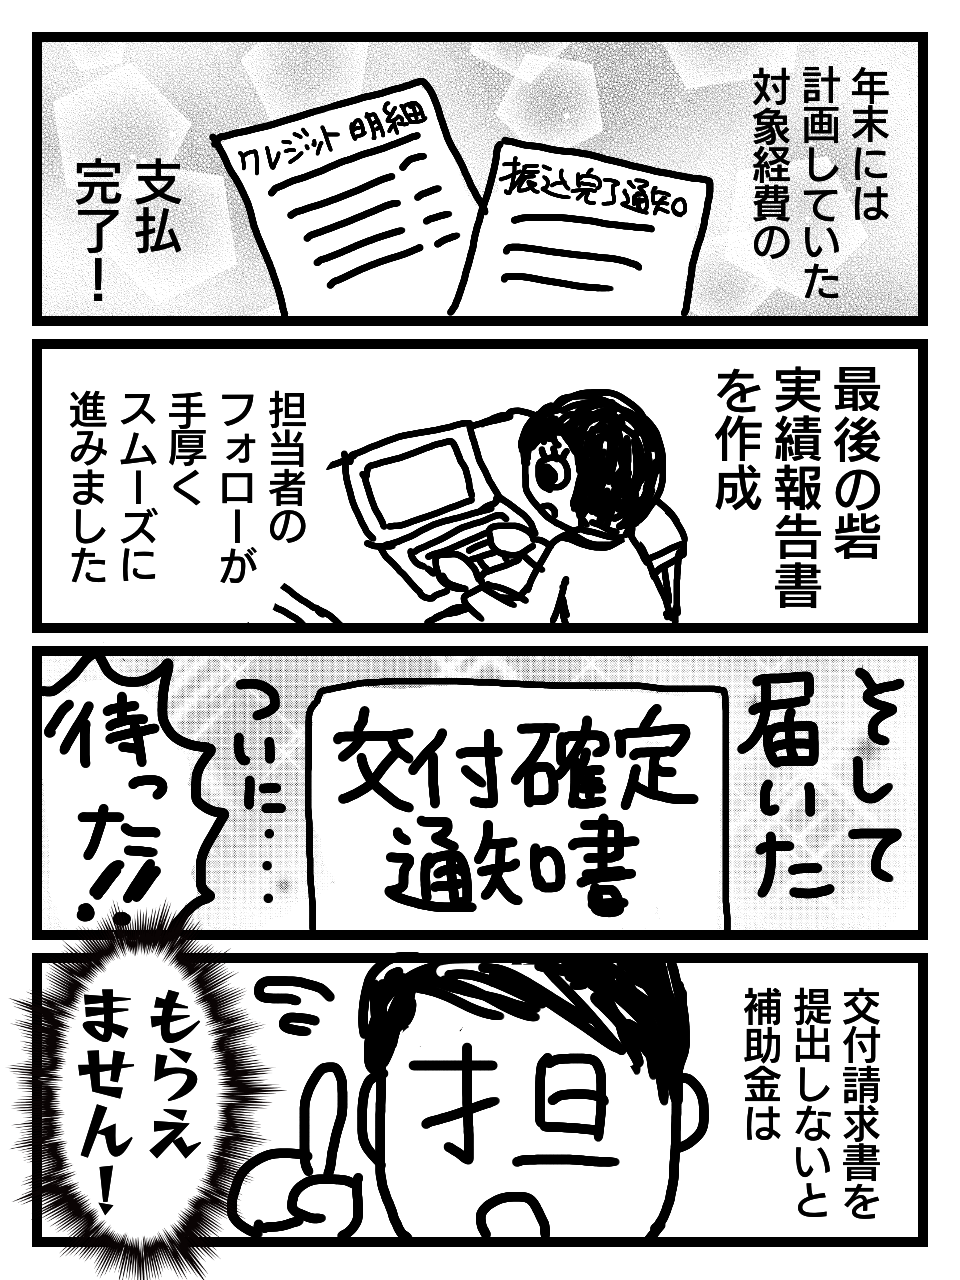 年末には
計画していた
対象経費の
振込完了通知
クレジット明細
支払
完了！
最後の砦
実績報告書
を作成
担当者の
フォローが
手厚く
スムーズに
進みました
そして
届いた
交付確定
通知書
ついに・・・
待った!!
交付請求書を
提出しないと
補助金は
担
もらえ
ません！